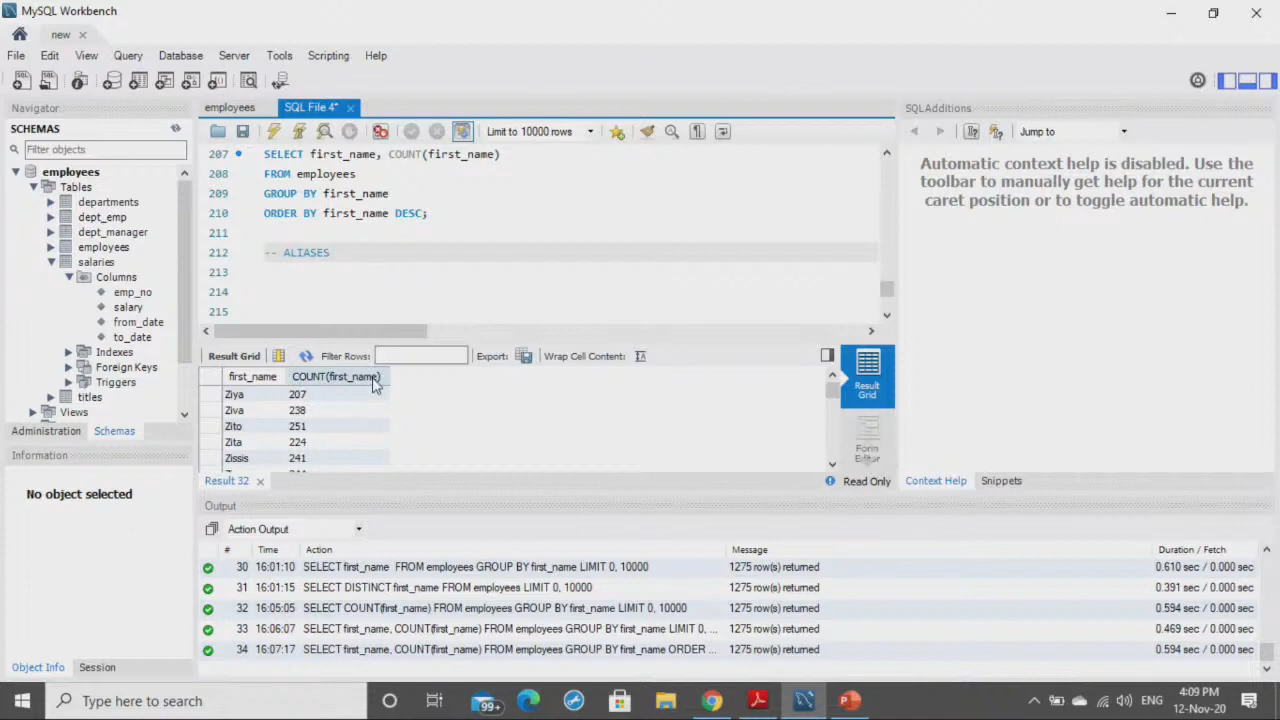 MySQL Workbench
new
File Edit View Query Database Server Tools Scripting Help
Navigator
SCHEMAS
Filter objects
employees
Tables
departments
dept_emp
dept_manager
employees
salaries
Columns
emp_no
salary
from_date
to_date
Indexes
Foreign Keys
Triggers
titles
Views
Administration Schemas
Information
No object selected
Object Info Session
employees SQL File 4*
Limit to 10000 rows
207 SELECT first_name, COUNT(first_name)
208 FROM employees
209 GROUP BY first_name
210 ORDER BY first_name DESC;
211
212 -- ALIASES
213
214
215
Result Grid Filter Rows: Export: Wrap Cell Content:
first_name COUNT(first_name)
Ziya 207
Ziva 238
Zito 251
Zita 224
Zissis 241
Result Grid
Form Editor
Result 32 Read Only
SQLAdditions
Jump to
Automatic context help is disabled. Use the
toolbar to manually get help for the current
caret position or to toggle automatic help.
Context Help Snippets
Output
Action Output
# Time Action Message Duration / Fetch
30 16:01:10 SELECT first_name FROM employees GROUP BY first_name LIMIT 0, 10000 1275 row(s) returned 0.610 sec / 0.000 sec
31 16:01:15 SELECT DISTINCT first_name FROM employees LIMIT 0, 10000 1275 row(s) returned 0.391 sec / 0.000 sec
32 16:05:05 SELECT COUNT(first_name) FROM employees GROUP BY first_name LIMIT 0, 10000 1275 row(s) returned 0.594 sec / 0.000 sec
33 16:06:07 SELECT first_name, COUNT(first_name) FROM employees GROUP BY first_name LIMIT 0, ... 1275 row(s) returned 0.469 sec / 0.000 sec
34 16:07:17 SELECT first_name, COUNT(first_name) FROM employees GROUP BY first_name ORDER ... 1275 row(s) returned 0.594 sec / 0.000 sec
Type here to search
99+
ENG
4:09 PM
12-Nov-20